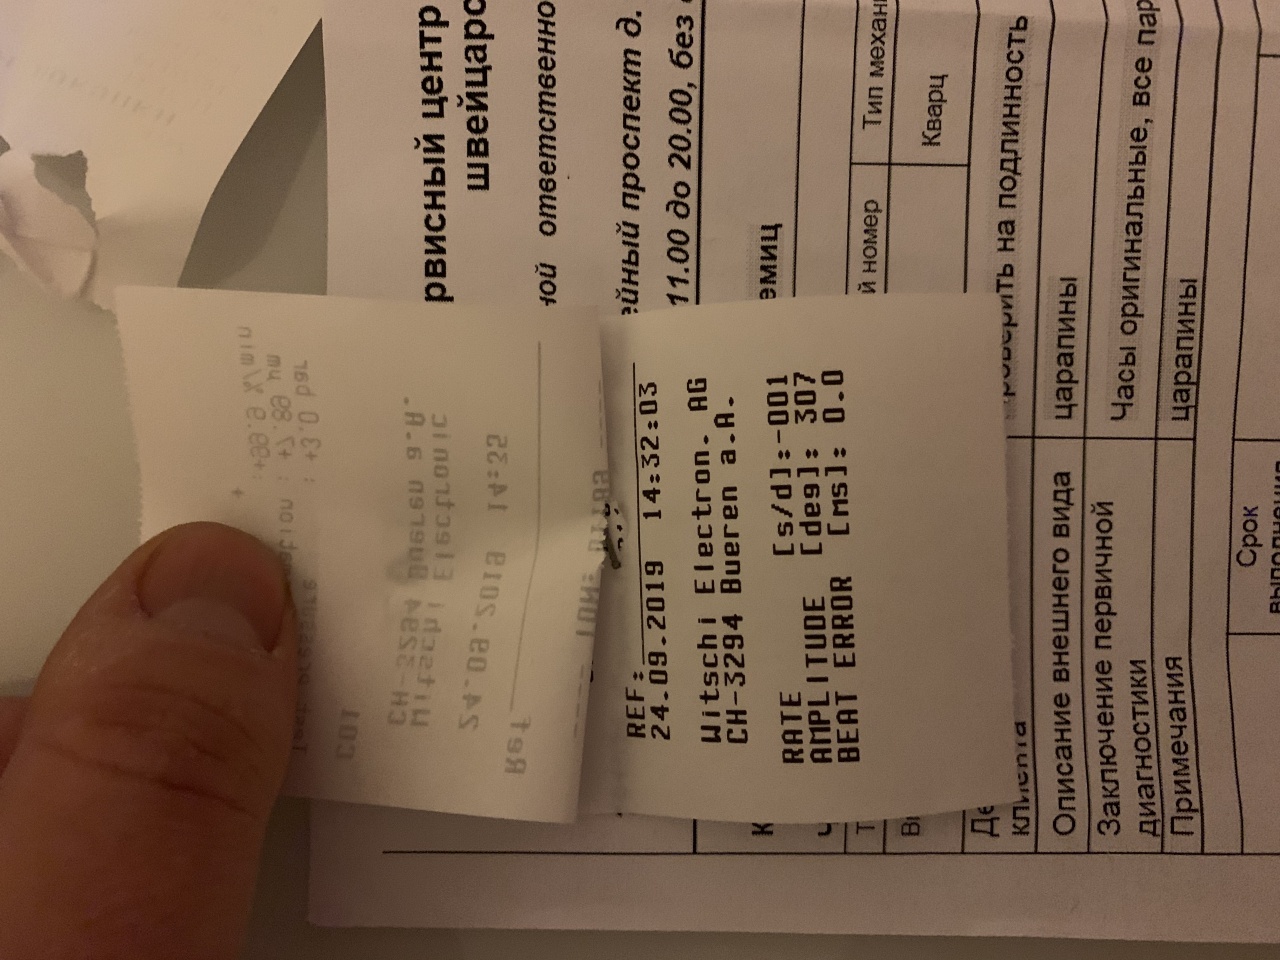 рвисный центр
швейцарс
ной ответственно
ейный проспект д.
11.00 до 20.00, без
емиц
Тип механ
й номер
Кварц
на подлинность
клиента
Описание внешнего вида
царапины
Заключение первичной
диагностики
Часы оригинальные, все пар
Примечания
царапины
Срок
REF:
24.09.2019 14:32:03
Witschi Electron. AG
CH-3294 Bueren a.A.
RATE [s/d]:-001
AMPLITUDE [deg]: 307
BEAT ERROR [ms]: 0.0
Ref
24.09.2019 14:32
Witschi Electronic
CH-3294 Bueren a.A.